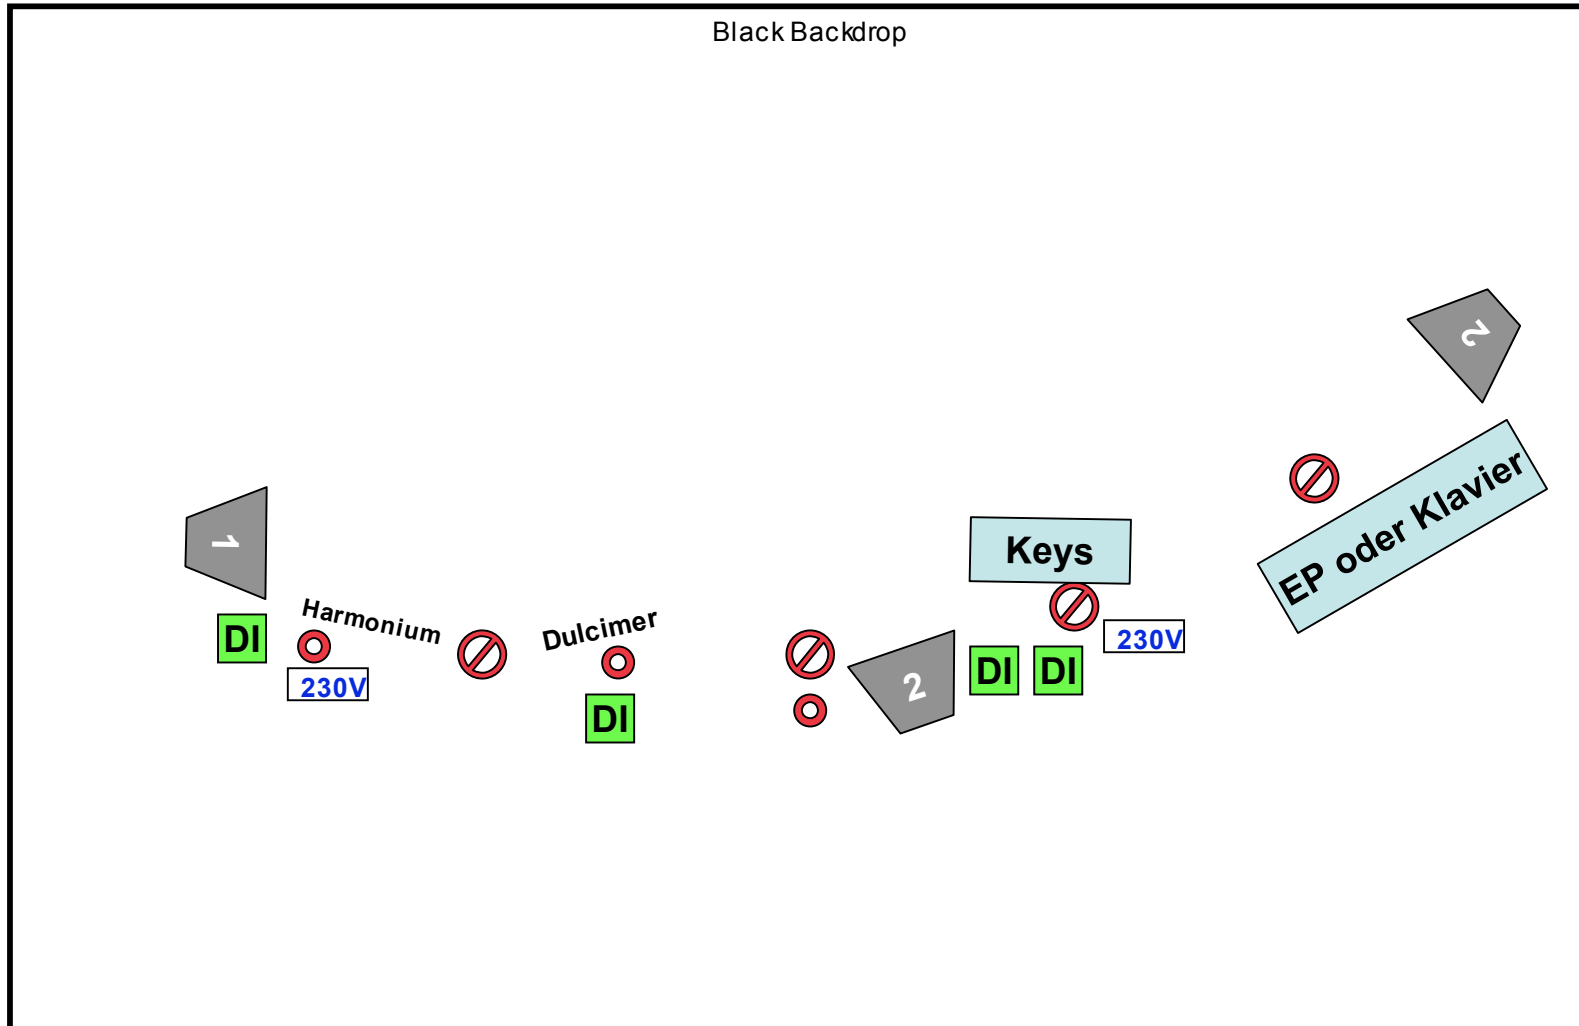 Black Backdrop
2
EP oder Klavier
1
Keys
Harmonium
Dulcimer
DI
230V
DI
2
DI
DI
230V